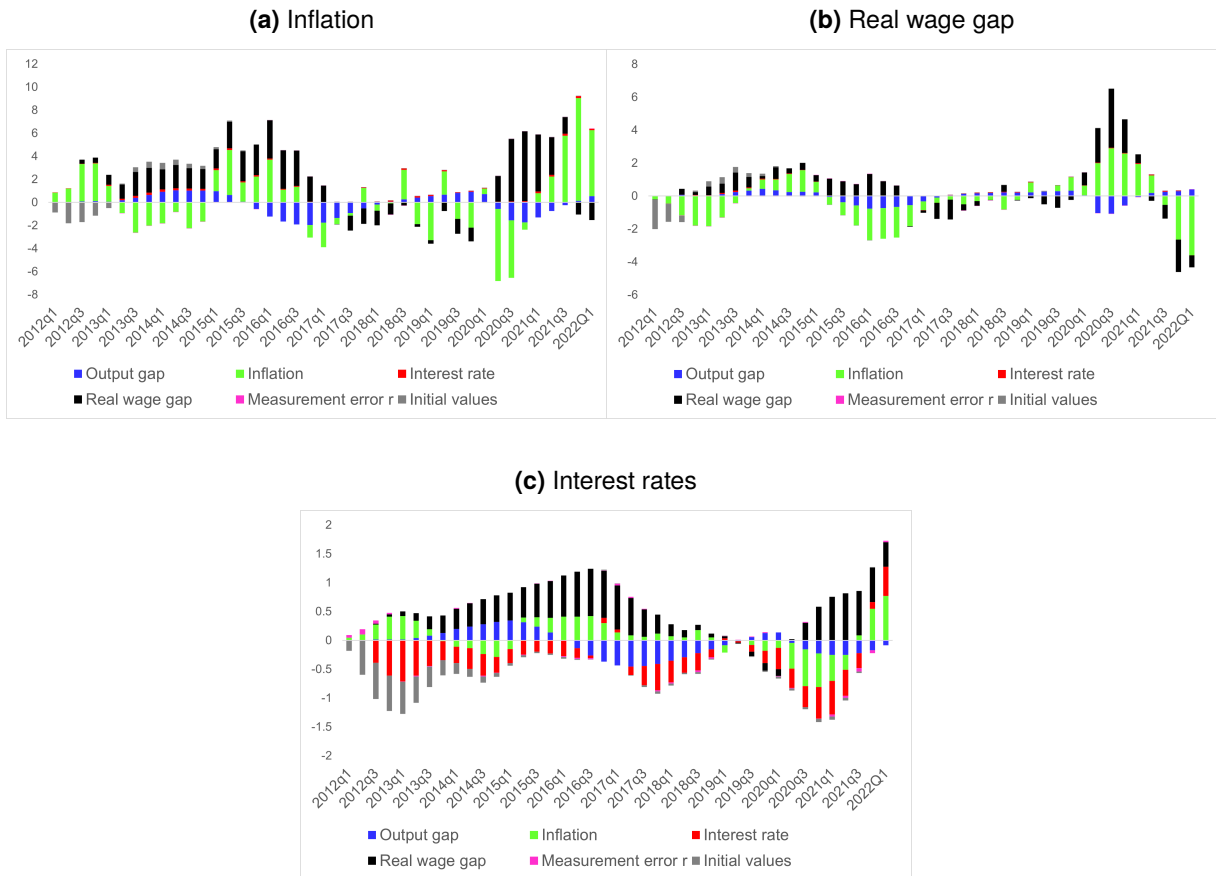 (a) Inflation
12
10
8
6
4
2
0
-2
-4
-6
-8
2012q1
2012q3
2013q1
2013q3
2014q1
2014q3
2015q1
2015q3
2016q1
2016q3
2017q1
2017q3
2018q1
2018q3
2019q1
2019q3
2020q1
2020q3
2021q1
2021q3
2022Q1
Output gap Inflation Interest rate
Real wage gap Measurement error r Initial values
(b) Real wage gap
8
6
4
2
0
-2
-4
-6
2012q1
2012q3
2013q1
2013q3
2014q1
2014q3
2015q1
2015q3
2016q1
2016q3
2017q1
2017q3
2018q1
2018q3
2019q1
2019q3
2020q1
2020q3
2021q1
2021q3
2022Q1
Output gap Inflation Interest rate
Real wage gap Measurement error r Initial values
(c) Interest rates
2
1.5
1
0.5
0
-0.5
-1
-1.5
-2
2012q1
2012q3
2013q1
2013q3
2014q1
2014q3
2015q1
2015q3
2016q1
2016q3
2017q1
2017q3
2018q1
2018q3
2019q1
2019q3
2020q1
2020q3
2021q1
2021q3
2022Q1
Output gap Inflation Interest rate
Real wage gap Measurement error r Initial values